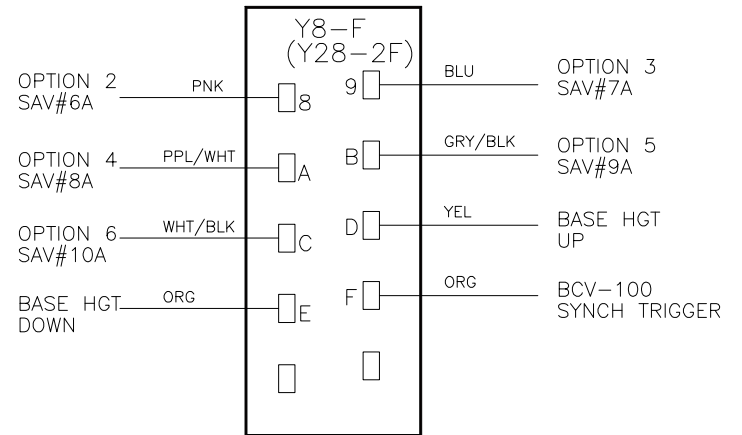 Y8-F
(Y28-2F)
OPTION 2
SAV#6A
PNK
8
9
BLU
OPTION 3
SAV#7A
OPTION 4
SAV#8A
PPL/WHT
A
B
GRY/BLK
OPTION 5
SAV#9A
OPTION 6
SAV#10A
WHT/BLK
C
D
YEL
BASE HGT
UP
BASE HGT
DOWN
ORG
E
F
ORG
BCV-100
SYNCH TRIGGER